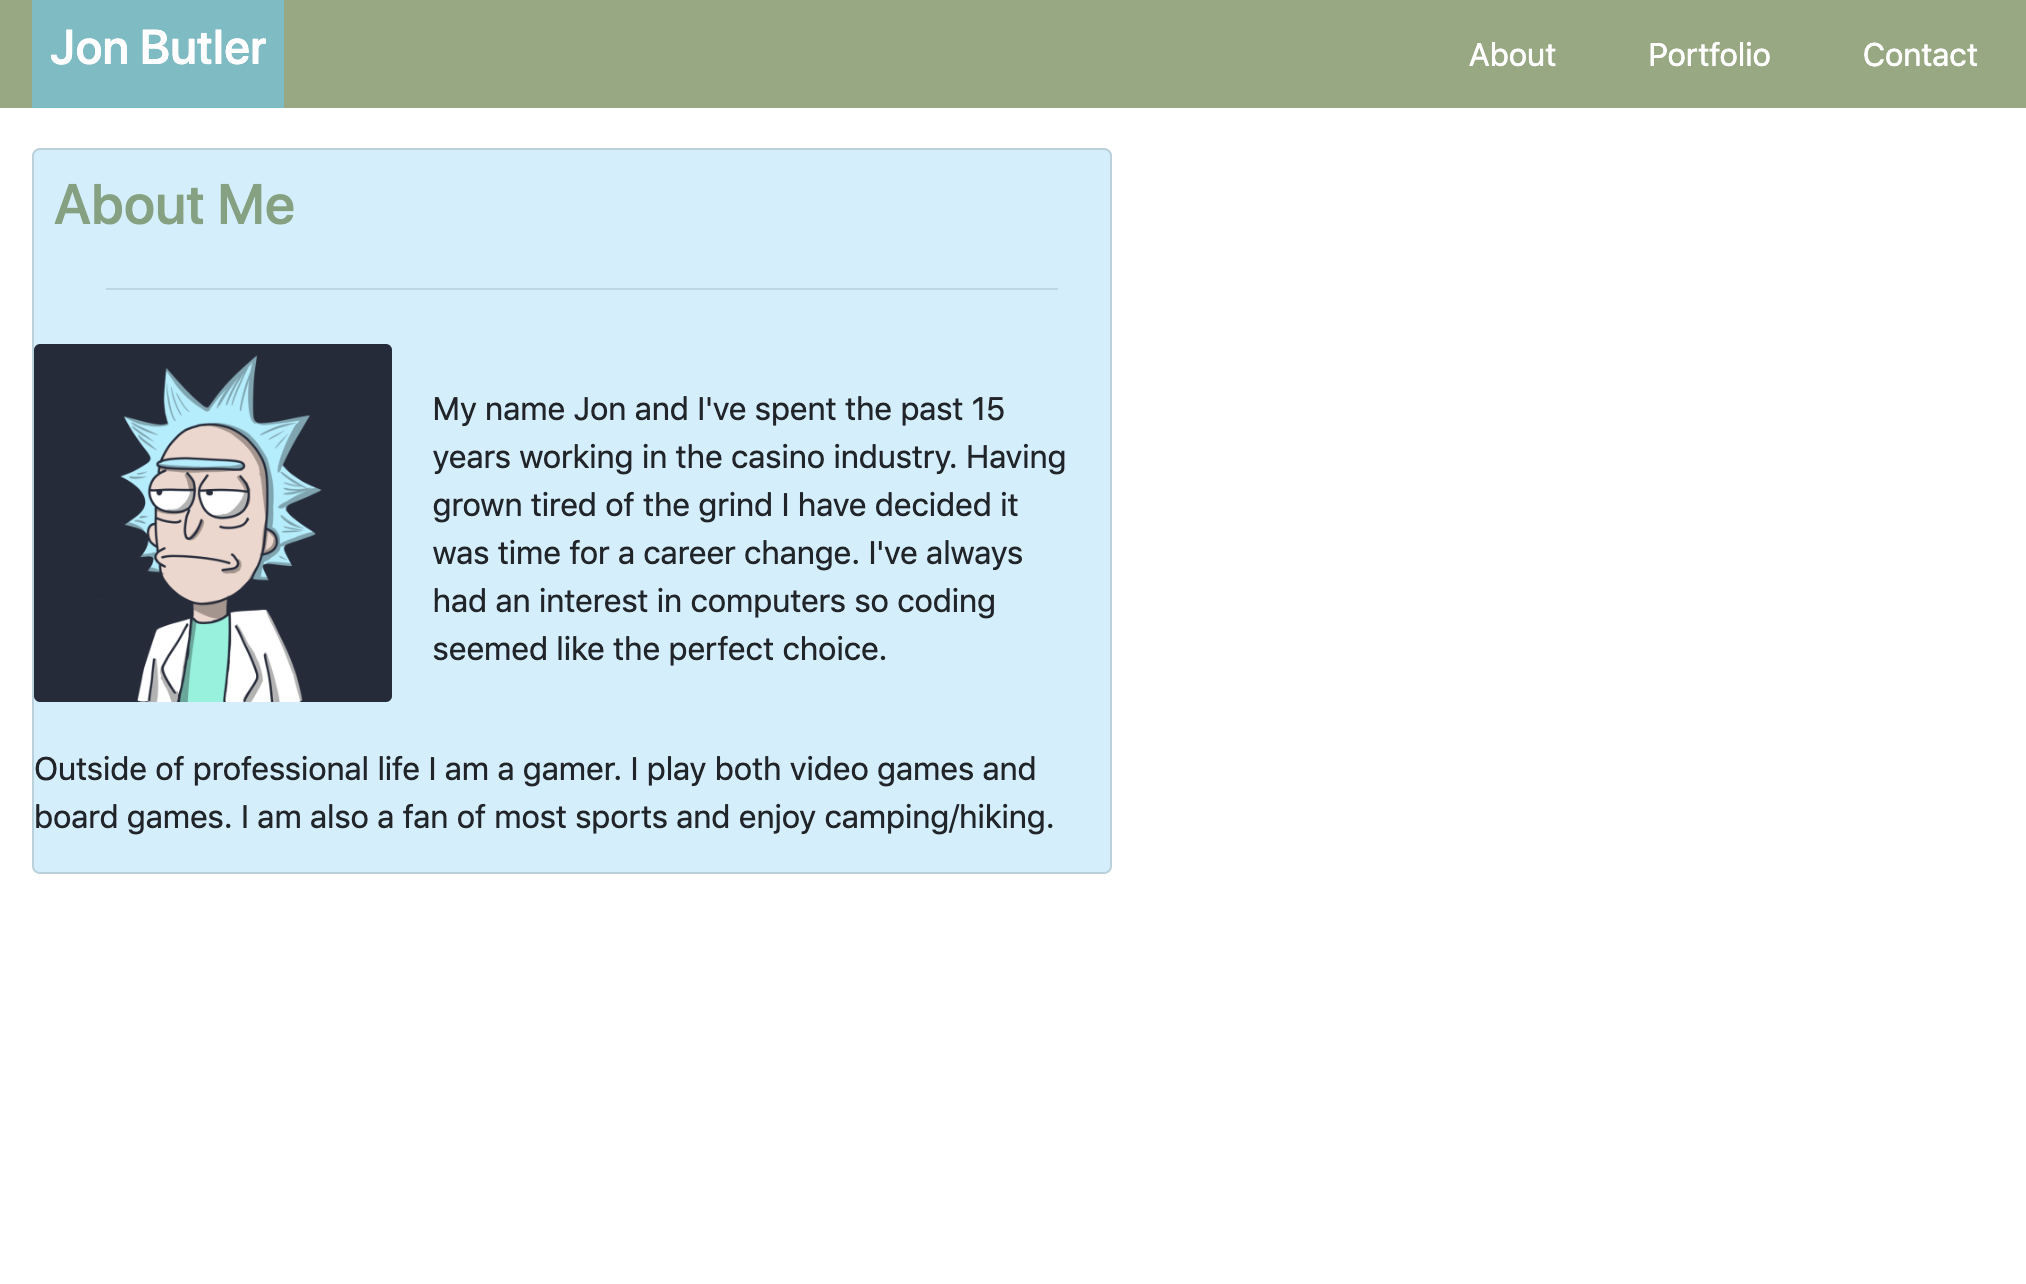 Jon Butler
About
Portfolio
Contact
About Me
My name Jon and I've spent the past 15
years working in the casino industry. Having
grown tired of the grind I have decided it
was time for a career change. I've always
had an interest in computers so coding
seemed like the perfect choice.
Outside of professional life I am a gamer. I play both video games and
board games. I am also a fan of most sports and enjoy camping/hiking.